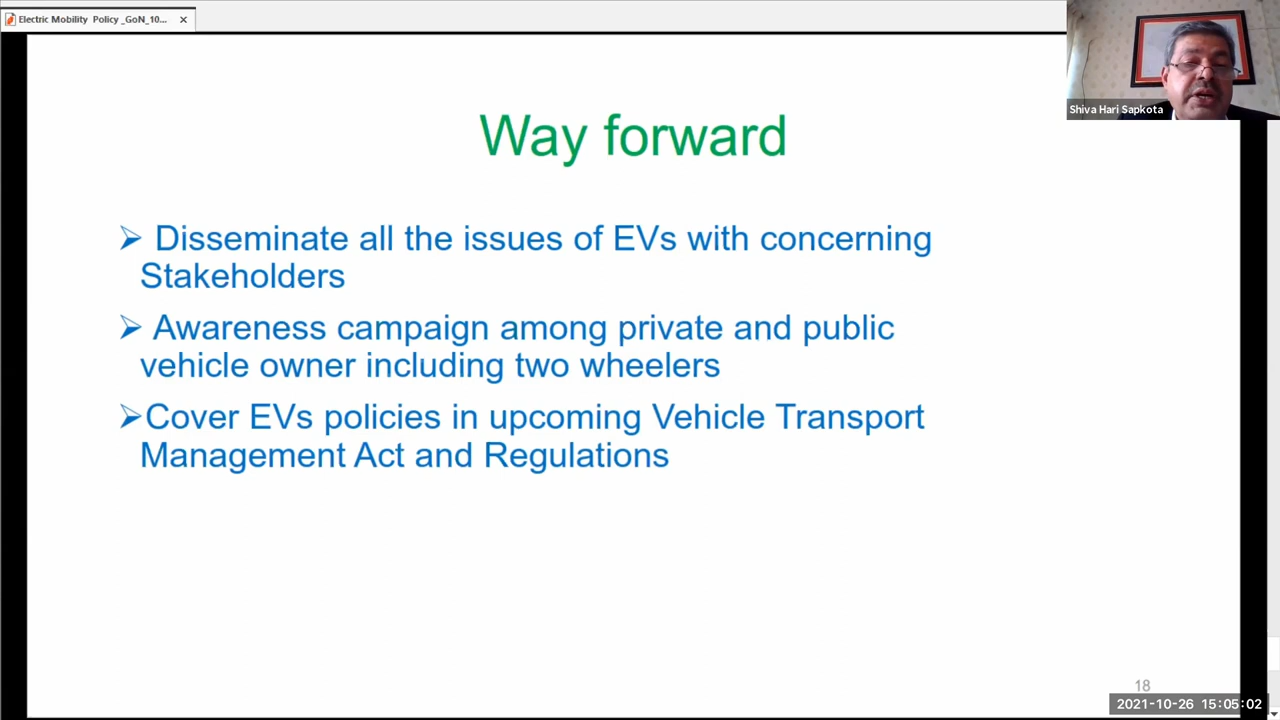 Electric Mobility Policy _GoN_10...
Shiva Hari Sapkota
Way forward
➢ Disseminate all the issues of EVs with concerning
Stakeholders
➢ Awareness campaign among private and public
vehicle owner including two wheelers
➢Cover EVs policies in upcoming Vehicle Transport
Management Act and Regulations
18
2021-10-26 15:05:02